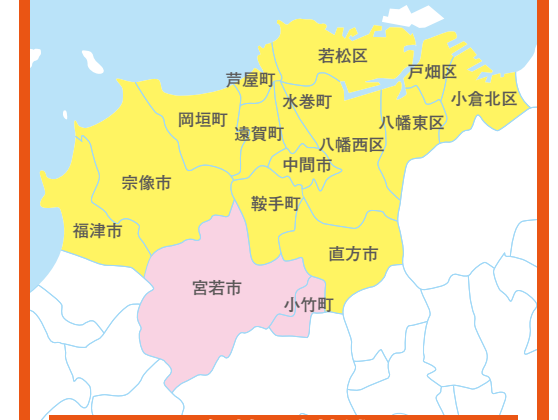 若松区
戸畑区
芦屋町
小倉北区
水巻町
岡垣町
八幡東区
遠賀町
八幡西区
中間市
宗像市
鞍手町
福津市
直方市
宮若市
小竹町